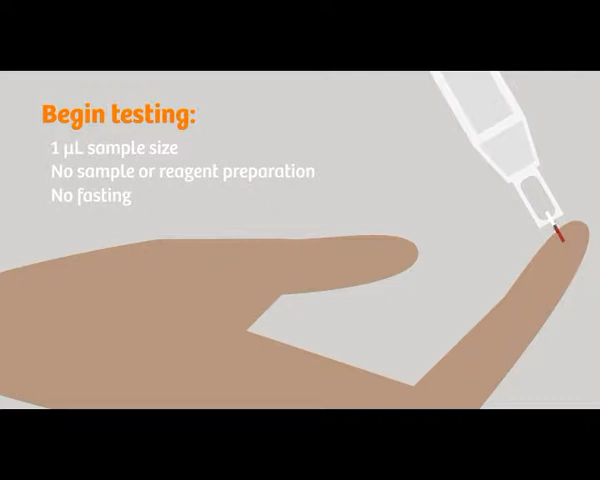 Begin testing:
1 µL sample size
No sample or reagent preparation
No fasting